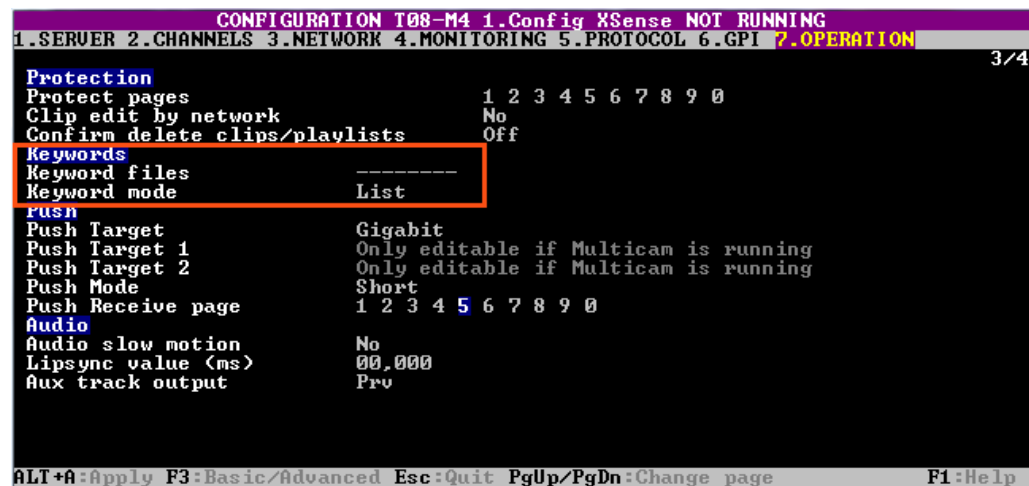 CONFIGURATION T08-M4 1.Config XSense NOT RUNNING
1.SERVER 2.CHANNELS 3.NETWORK 4.MONITORING 5.PROTOCOL 6.GPI 7.OPERATION
3/4
Protection
Protect pages 1 2 3 4 5 6 7 8 9 0
Clip edit by network No
Confirm delete clips/playlists Off
Keywords
Keyword files --------
Keyword mode List
Push
Push Target Gigabit
Push Target 1 Only editable if Multicam is running
Push Target 2 Only editable if Multicam is running
Push Mode Short
Push Receive page 1 2 3 4 5 6 7 8 9 0
Audio
Audio slow motion No
Lipsync value (ms) 00,000
Aux track output Prv
ALT+A:Apply F3:Basic/Advanced Esc:Quit PgUp/PgDn:Change page F1:Help